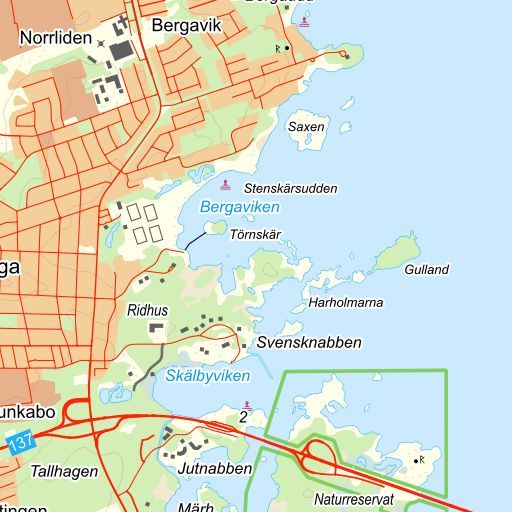 Bergavik
Norrliden
R
Saxen
Stenskärsudden
Bergaviken
Törnskär
ga
Gulland
Harholmarna
Ridhus
Svensknabben
Skälbyviken
unkabo
2
137
R
Tallhagen
Jutnabben
Naturreservat
Märh
tingen